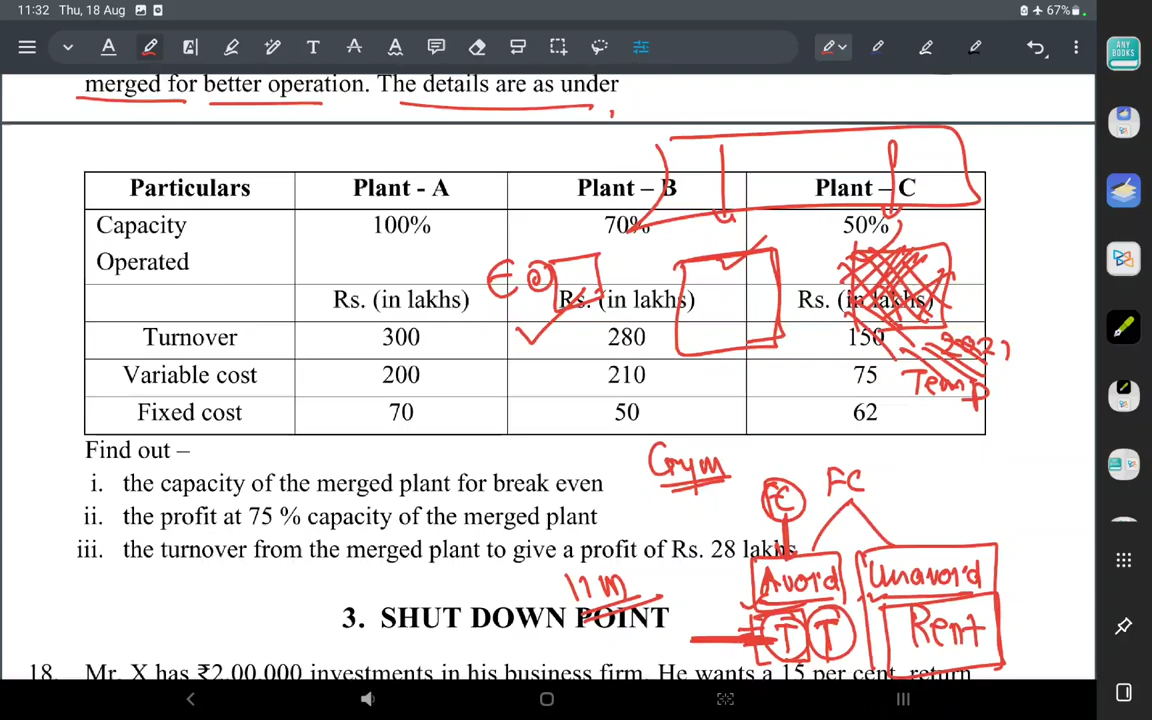 11:32 Thu, 18 Aug
67%
ANY BOOKS
merged for better operation. The details are as under
Particulars Plant - A Plant – B Plant – C
Capacity Operated 100% 70% 50%
Rs. (in lakhs) Rs. (in lakhs) Rs. (in lakhs)
Turnover 300 280 150
2021
Variable cost 200 210 75
Temp
Fixed cost 70 50 62
Find out –
Gym
FC FC
i. the capacity of the merged plant for break even
ii. the profit at 75 % capacity of the merged plant
iii. the turnover from the merged plant to give a profit of Rs. 28 lakhs
Avoid Unavoid
11 m
3. SHUT DOWN POINT
T T Rent
18. Mr. X has ₹2,00,000 investments in his business firm. He wants a 15 per cent. return